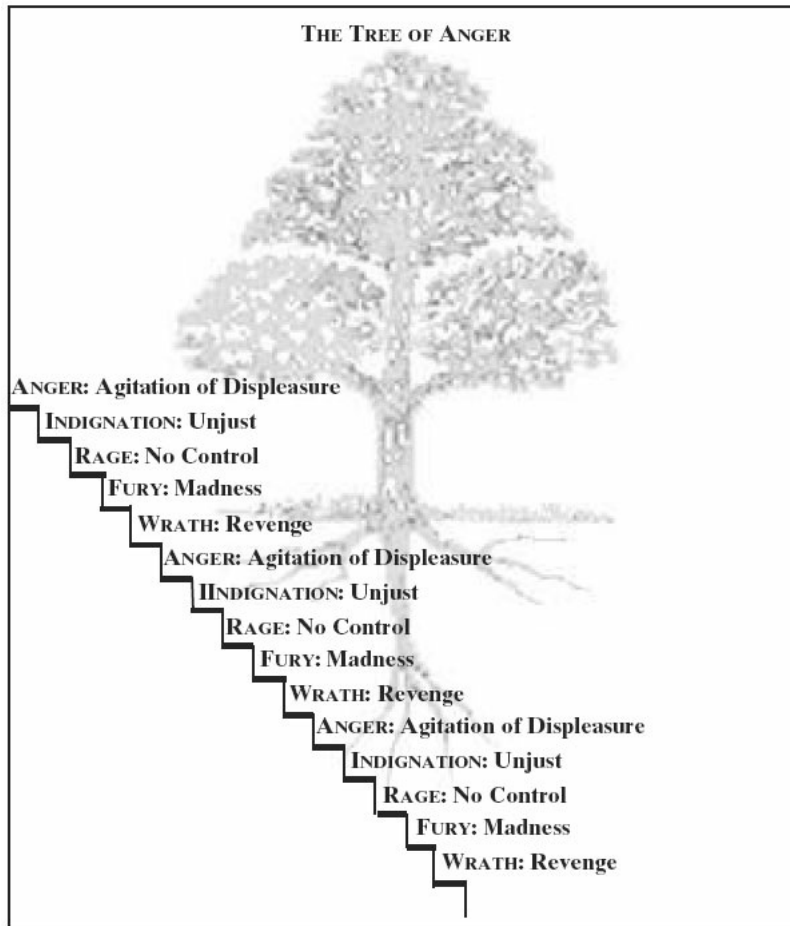 THE TREE OF ANGER
ANGER: Agitation of Displeasure
INDIGNATION: Unjust
RAGE: No Control
FURY: Madness
WRATH: Revenge
ANGER: Agitation of Displeasure
IINDIGNATION: Unjust
RAGE: No Control
FURY: Madness
WRATH: Revenge
ANGER: Agitation of Displeasure
INDIGNATION: Unjust
RAGE: No Control
FURY: Madness
WRATH: Revenge